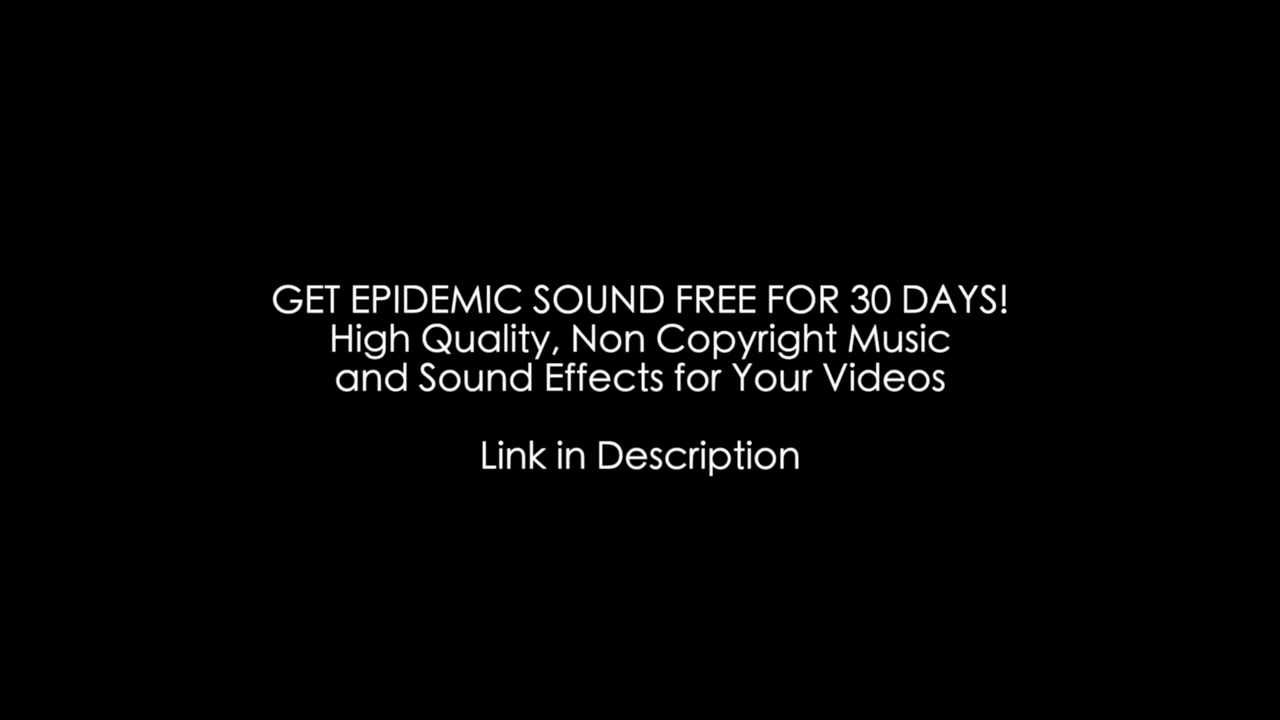 GET EPIDEMIC SOUND FREE FOR 30 DAYS!
High Quality, Non Copyright Music
and Sound Effects for Your Videos
Link in Description